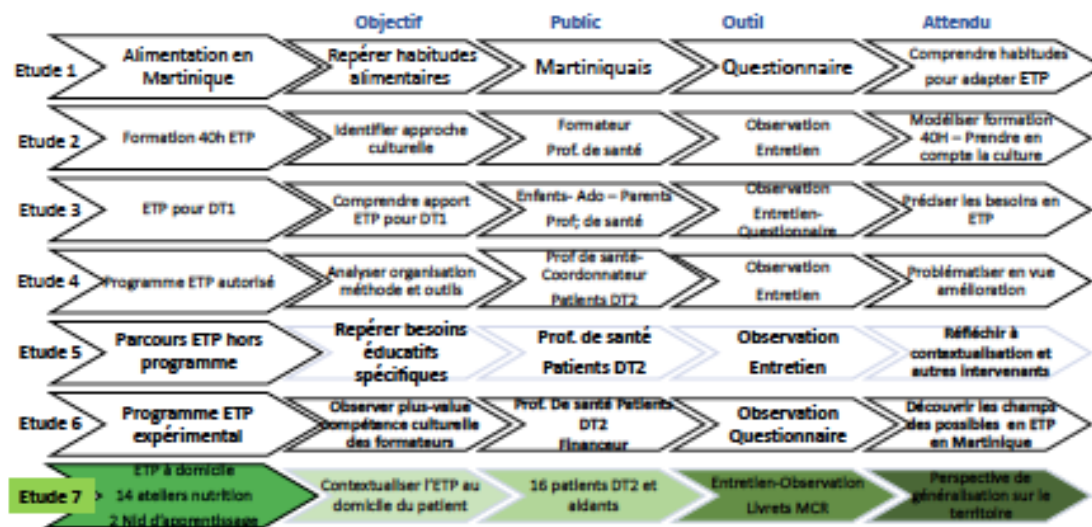 Objectif Public Outil Attendu
Etude 1
Alimentation en
Martinique
Repérer habitudes
alimentaires
Martiniquais
Questionnaire
Comprendre habitudes
pour adapter ETP
Etude 2
Formation 40h ETP
Identifier approche
culturelle
Formateur
Prof. de santé
Observation
Entretien
Modéliser formation
40H – Prendre en
compte la culture
Etude 3
ETP pour DT1
Comprendre apport
ETP pour DT1
Enfants- Ado – Parents
Prof; de santé
Observation
Entretien-
Questionnaire
Préciser les besoins en
ETP
Etude 4
Programme ETP autorisé
Analyser organisation
méthode et outils
Prof de santé-
Coordonnateur
Patients DT2
Observation
Entretien
Problématiser en vue
amélioration
Etude 5
Parcours ETP hors
programme
Repérer besoins
éducatifs
spécifiques
Prof. de santé
Patients DT2
Observation
Entretien
Réfléchir à
contextualisation et
autres intervenants
Etude 6
Programme ETP
expérimental
Observer plus-value
compétence culturelle
des formateurs
Prof. De santé Patients
DT2
Financeur
Observation
Questionnaire
Découvrir les champs
des possibles en ETP
en Martinique
Etude 7
ETP à domicile
14 ateliers nutrition
2 Nid d'apprentissage
Contextualiser l'ETP au
domicile du patient
16 patients DT2 et
aidants
Entretien-Observation
Livrets MCR
Perspective de
généralisation sur le
territoire